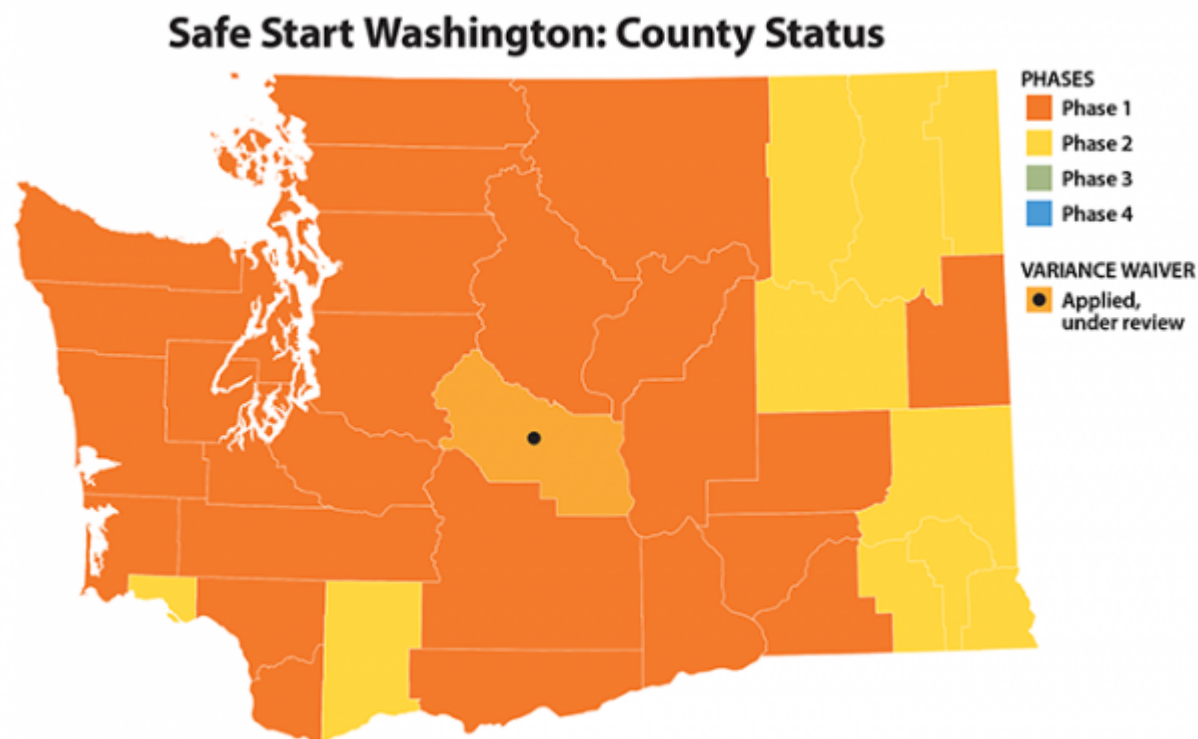 Safe Start Washington: County Status
PHASES
Phase 1
Phase 2
Phase 3
Phase 4
VARIANCE WAIVER
Applied,
under review